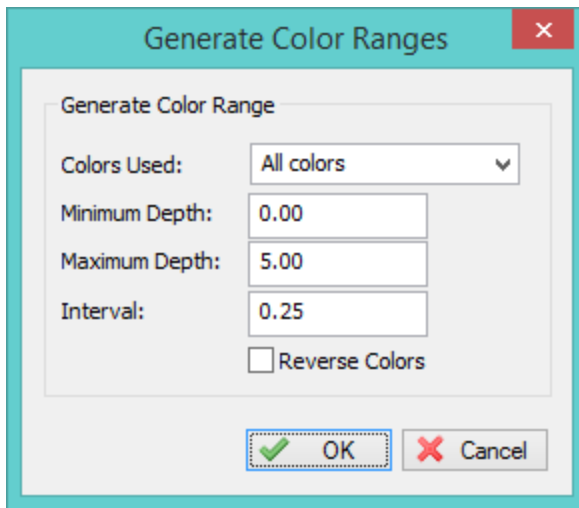 Generate Color Ranges
Generate Color Range
Colors Used: All colors
Minimum Depth: 0.00
Maximum Depth: 5.00
Interval: 0.25
Reverse Colors
OK Cancel